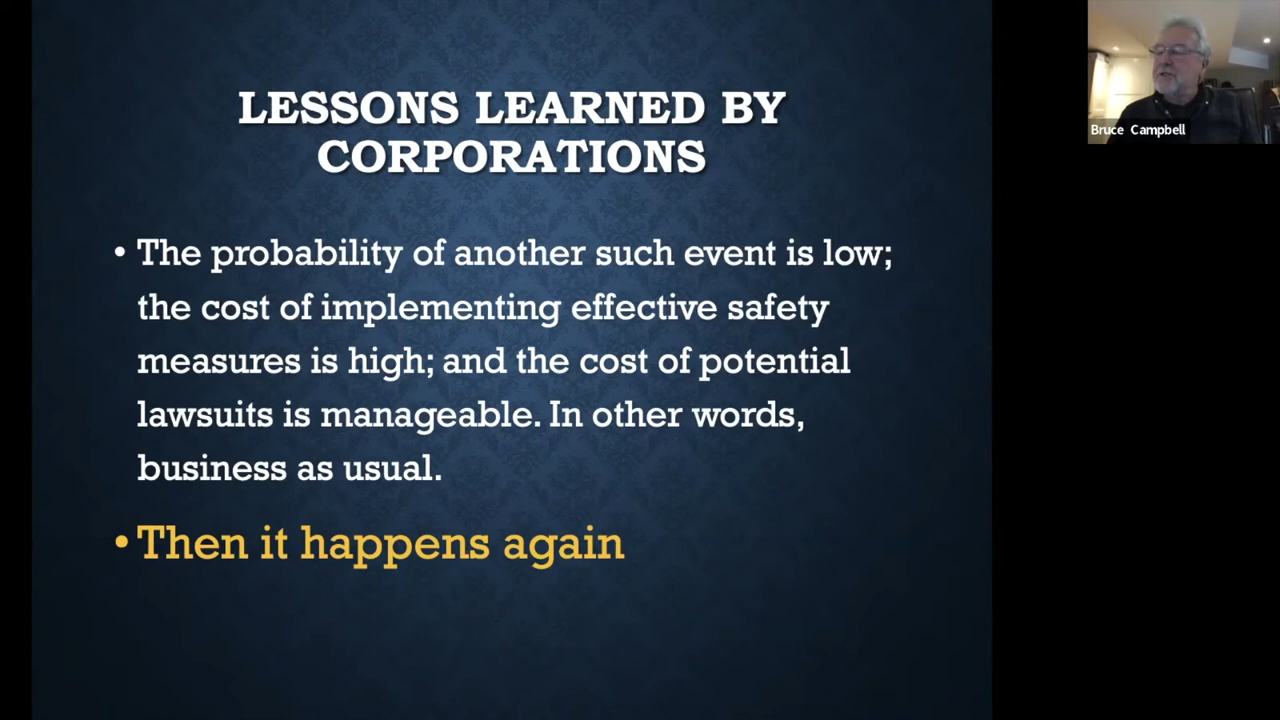 LESSONS LEARNED BY
CORPORATIONS
• The probability of another such event is low;
the cost of implementing effective safety
measures is high; and the cost of potential
lawsuits is manageable. In other words,
business as usual.
• Then it happens again
Bruce Campbell